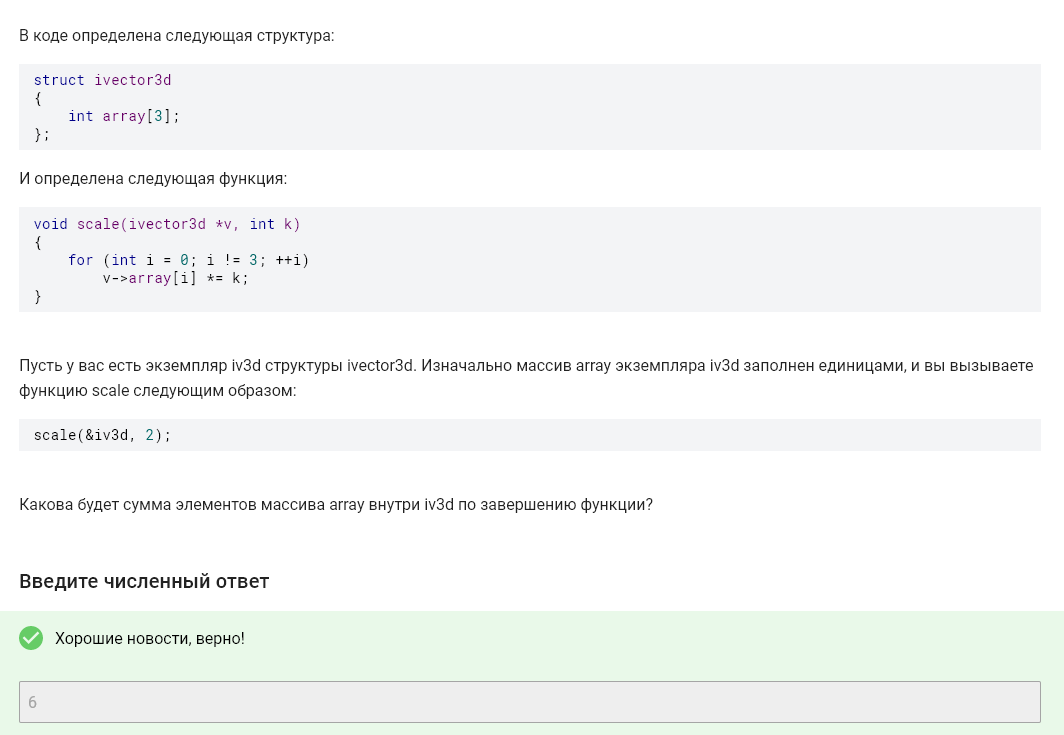 В коде определена следующая структура:
struct ivector3d
{
    int array[3];
};
И определена следующая функция:
void scale(ivector3d *v, int k)
{
    for (int i = 0; i != 3; ++i)
        v->array[i] *= k;
}
Пусть у вас есть экземпляр iv3d структуры ivector3d. Изначально массив array экземпляра iv3d заполнен единицами, и вы вызываете
функцию scale следующим образом:
scale(&iv3d, 2);
Какова будет сумма элементов массива array внутри iv3d по завершению функции?
Введите численный ответ
Хорошие новости, верно!
6